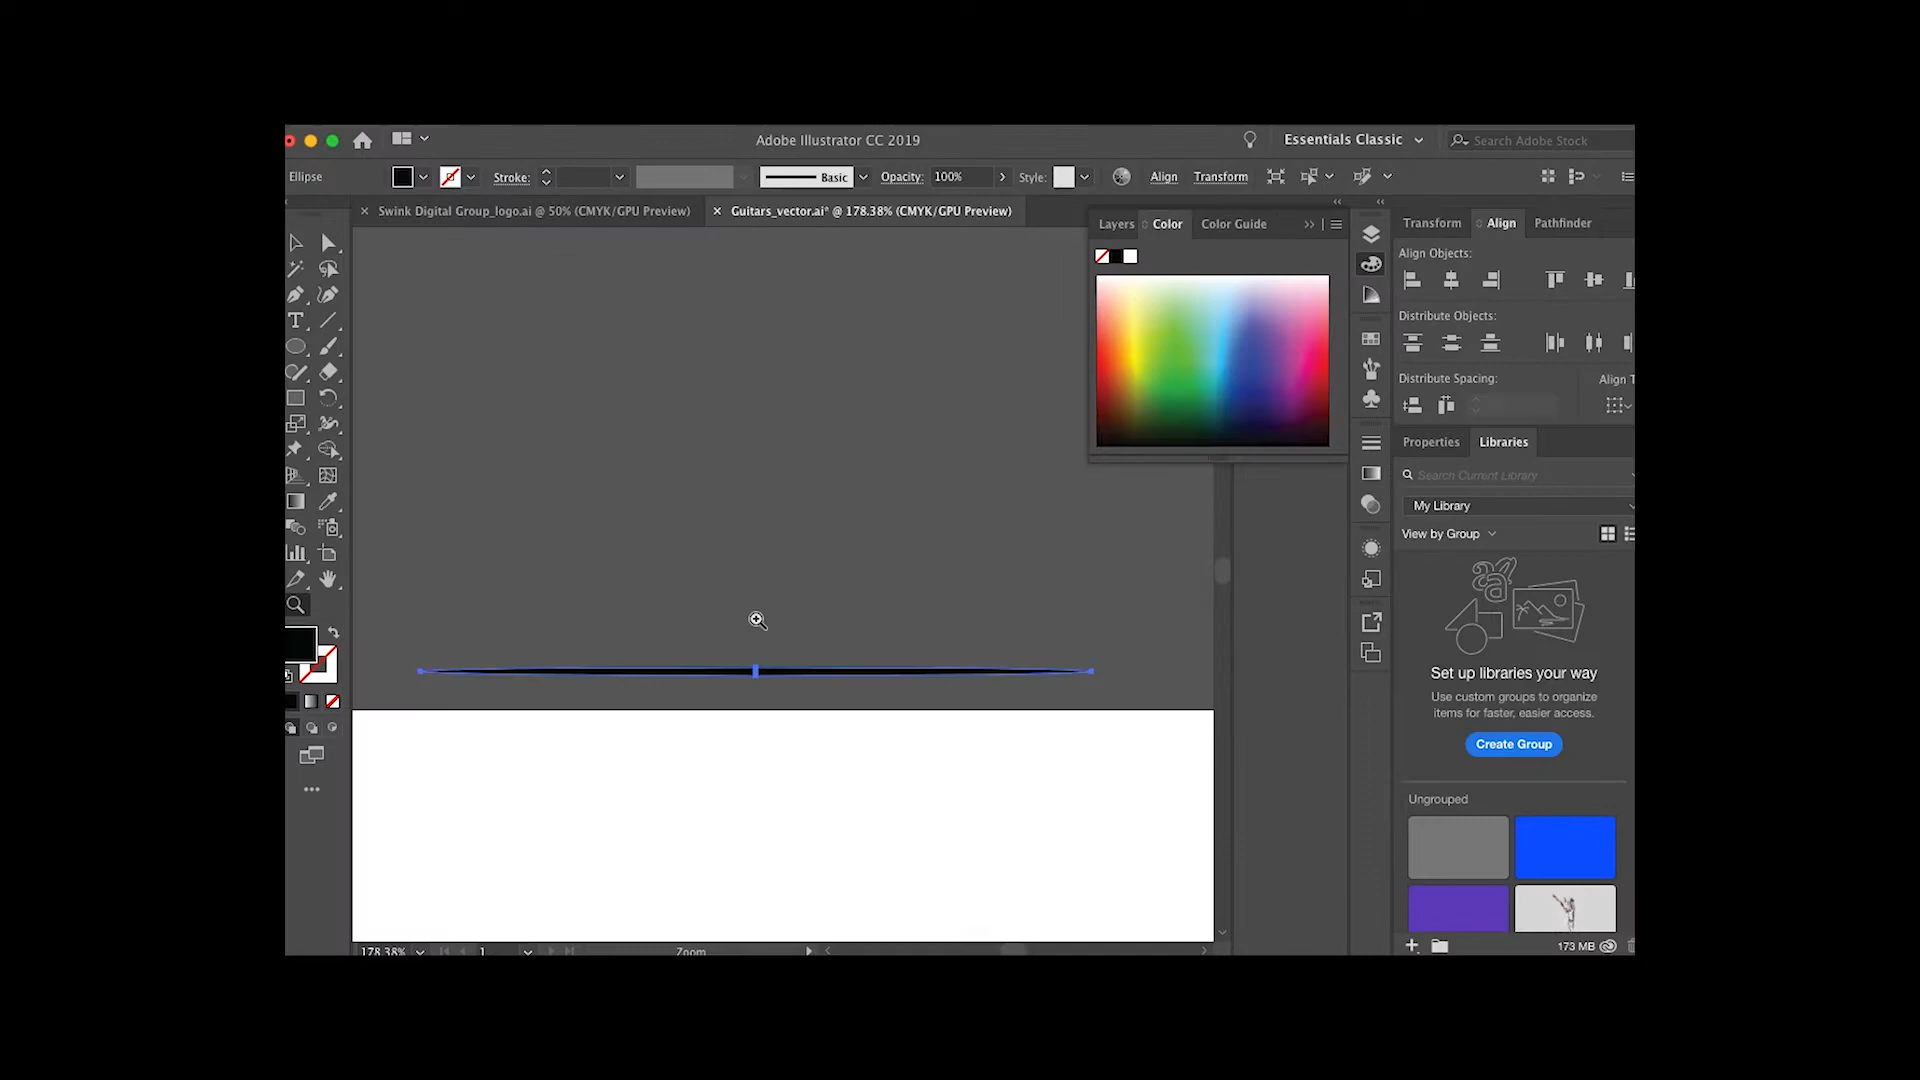 Adobe Illustrator CC 2019
Essentials Classic
Search Adobe Stock
Ellipse
Stroke:
Basic
Opacity:
100%
Style:
Align
Transform
Swink Digital Group_logo.ai @ 50% (CMYK/GPU Preview)
Guitars_vector.ai* @ 178.38% (CMYK/GPU Preview)
Layers
Color
Color Guide
Transform
Align
Pathfinder
Align Objects:
Distribute Objects:
Distribute Spacing:
Align T
Properties
Libraries
Search Current Library
My Library
View by Group
Set up libraries your way
Use custom groups to organize
items for faster, easier access.
Create Group
Ungrouped
173 MB
178.38%
1
Zoom